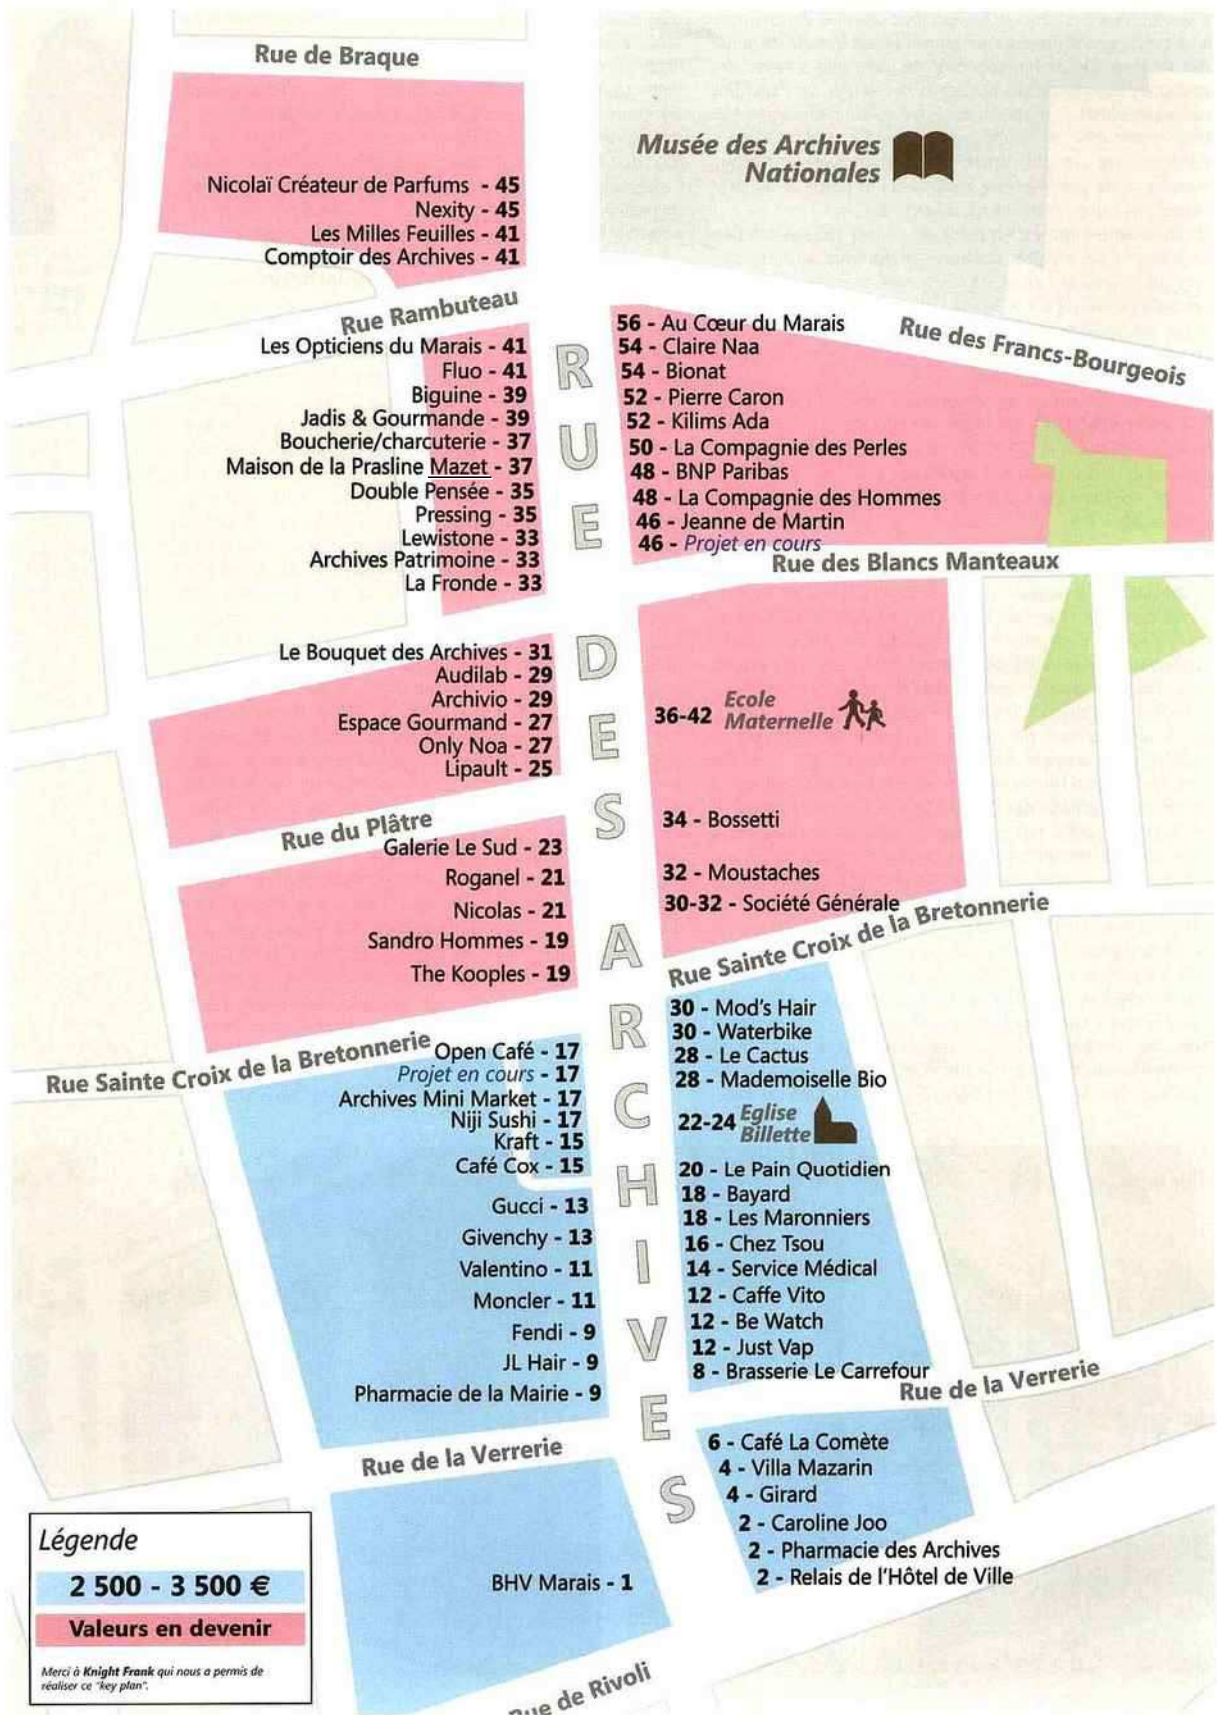 Rue de Braque
Musée des Archives
Nationales
Nicolaï Créateur de Parfums - 45
Nexity - 45
Les Milles Feuilles - 41
Comptoir des Archives - 41
Rue Rambuteau
Rue des Francs-Bourgeois
Les Opticiens du Marais - 41
Fluo - 41
Biguine - 39
Jadis & Gourmande - 39
Boucherie/charcuterie - 37
Maison de la Prasline Mazet - 37
Double Pensée - 35
Pressing - 35
Lewistone - 33
Archives Patrimoine - 33
La Fronde - 33
56 - Au Cœur du Marais
54 - Claire Naa
54 - Bionat
52 - Pierre Caron
52 - Kilims Ada
50 - La Compagnie des Perles
48 - BNP Paribas
48 - La Compagnie des Hommes
46 - Jeanne de Martin
46 - Projet en cours
Rue des Blancs Manteaux
RUE DES ARCHIVES
Le Bouquet des Archives - 31
Audilab - 29
Archivio - 29
Espace Gourmand - 27
Only Noa - 27
Lipault - 25
36-42 Ecole
Maternelle
34 - Bossetti
32 - Moustaches
30-32 - Société Générale
Rue du Plâtre
Galerie Le Sud - 23
Roganel - 21
Nicolas - 21
Sandro Hommes - 19
The Kooples - 19
Rue Sainte Croix de la Bretonnerie
Rue Sainte Croix de la Bretonnerie
Open Café - 17
Projet en cours - 17
Archives Mini Market - 17
Niji Sushi - 17
Kraft - 15
Café Cox - 15
Gucci - 13
Givenchy - 13
Valentino - 11
Moncler - 11
Fendi - 9
JL Hair - 9
Pharmacie de la Mairie - 9
30 - Mod's Hair
30 - Waterbike
28 - Le Cactus
28 - Mademoiselle Bio
22-24 Eglise
Billette
20 - Le Pain Quotidien
18 - Bayard
18 - Les Maronniers
16 - Chez Tsou
14 - Service Médical
12 - Caffe Vito
12 - Be Watch
12 - Just Vap
8 - Brasserie Le Carrefour
Rue de la Verrerie
Rue de la Verrerie
6 - Café La Comète
4 - Villa Mazarin
4 - Girard
2 - Caroline Joo
2 - Pharmacie des Archives
2 - Relais de l'Hôtel de Ville
BHV Marais - 1
Rue de Rivoli
Légende
2 500 - 3 500 €
Valeurs en devenir
Merci à Knight Frank qui nous a permis de
réaliser ce "key plan".